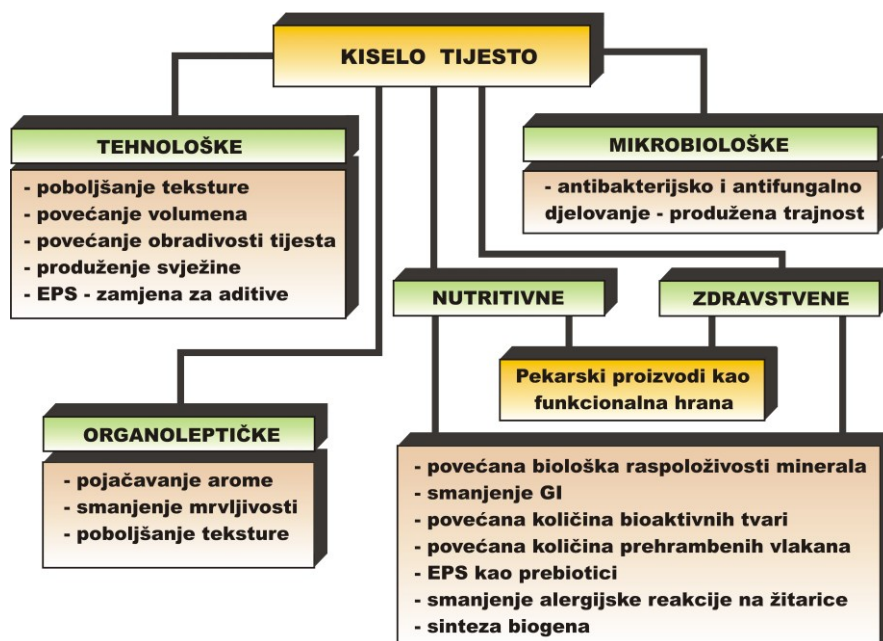 KISELO TIJESTO
TEHNOLOŠKE
- poboljšanje teksture
- povećanje volumena
- povećanje obradivosti tijesta
- produženje svježine
- EPS - zamjena za aditive
MIKROBIOLOŠKE
- antibakterijsko i antifungalno
djelovanje - produžena trajnost
NUTRITIVNE
ZDRAVSTVENE
Pekarski proizvodi kao
funkcionalna hrana
ORGANOLEPTIČKE
- pojačavanje arome
- smanjenje mrvljivosti
- poboljšanje teksture
- povećana biološka raspoloživosti minerala
- smanjenje GI
- povećana količina bioaktivnih tvari
- povećana količina prehrambenih vlakana
- EPS kao prebiotici
- smanjenje alergijske reakcije na žitarice
- sinteza biogena